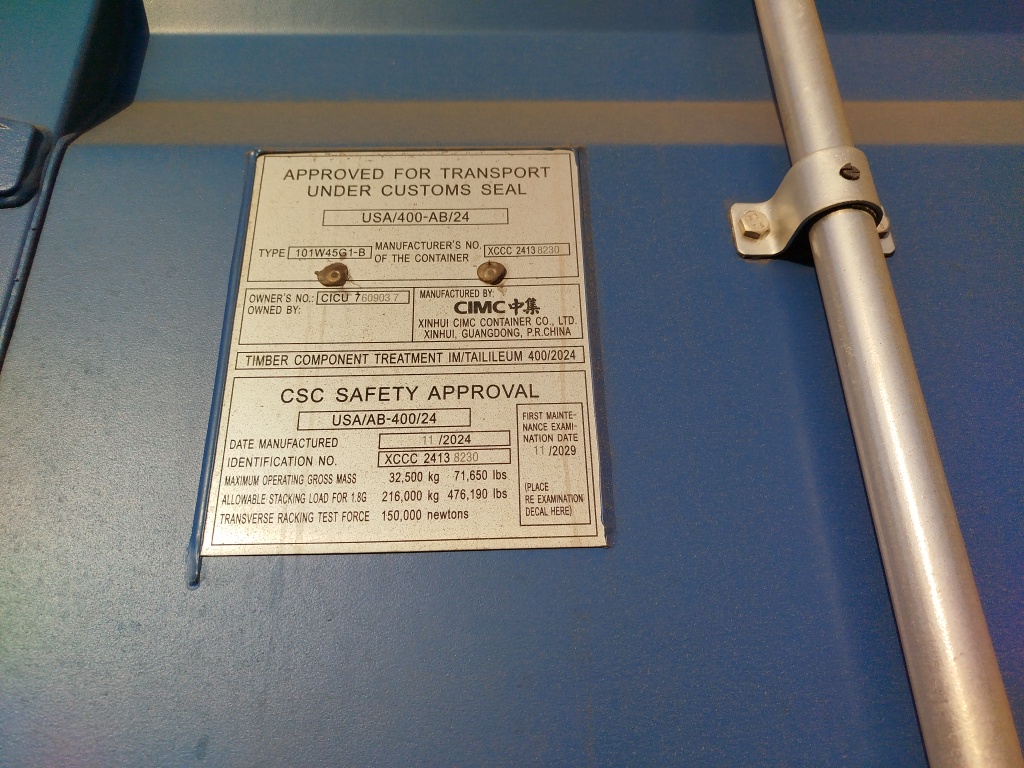 APPROVED FOR TRANSPORT
UNDER CUSTOMS SEAL
USA/400-AB/24
TYPE 101W45G1-B MANUFACTURER'S NO. OF THE CONTAINER XCCC 2413 8230
OWNER'S NO.: CICU 760903 7
OWNED BY:
MANUFACTURED BY:
CIMC中集
XINHUI CIMC CONTAINER CO., LTD.
XINHUI, GUANGDONG, P.R.CHINA
TIMBER COMPONENT TREATMENT IM/TAILILEUM 400/2024
CSC SAFETY APPROVAL
USA/AB-400/24
DATE MANUFACTURED 11 /2024
IDENTIFICATION NO. XCCC 2413 8230
MAXIMUM OPERATING GROSS MASS 32,500 kg 71,650 lbs
ALLOWABLE STACKING LOAD FOR 1.8G 216,000 kg 476,190 lbs
TRANSVERSE RACKING TEST FORCE 150,000 newtons
FIRST MAINTE-
NANCE EXAMI-
NATION DATE
11 /2029
(PLACE
RE EXAMINATION
DECAL HERE)